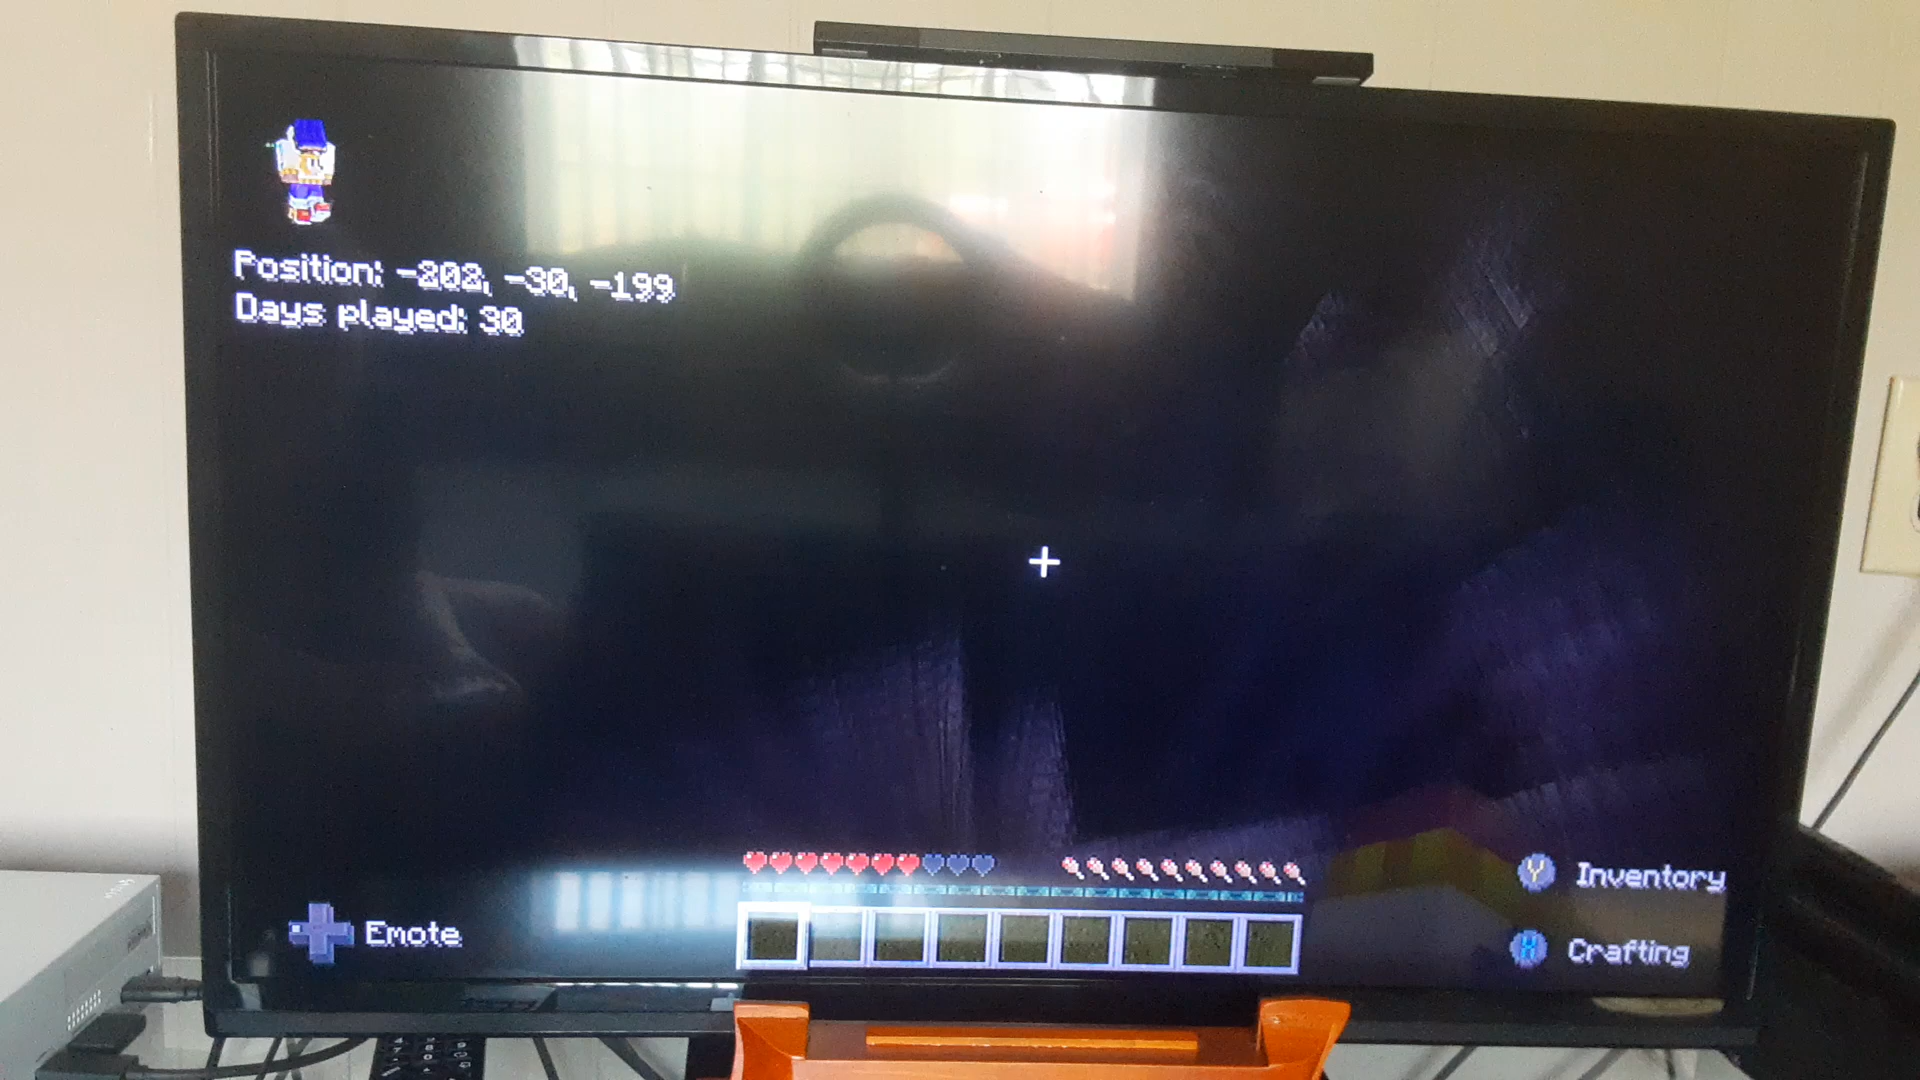 Position: -202, -30, -199
Days played: 30
Y Inventory
Emote
X Crafting